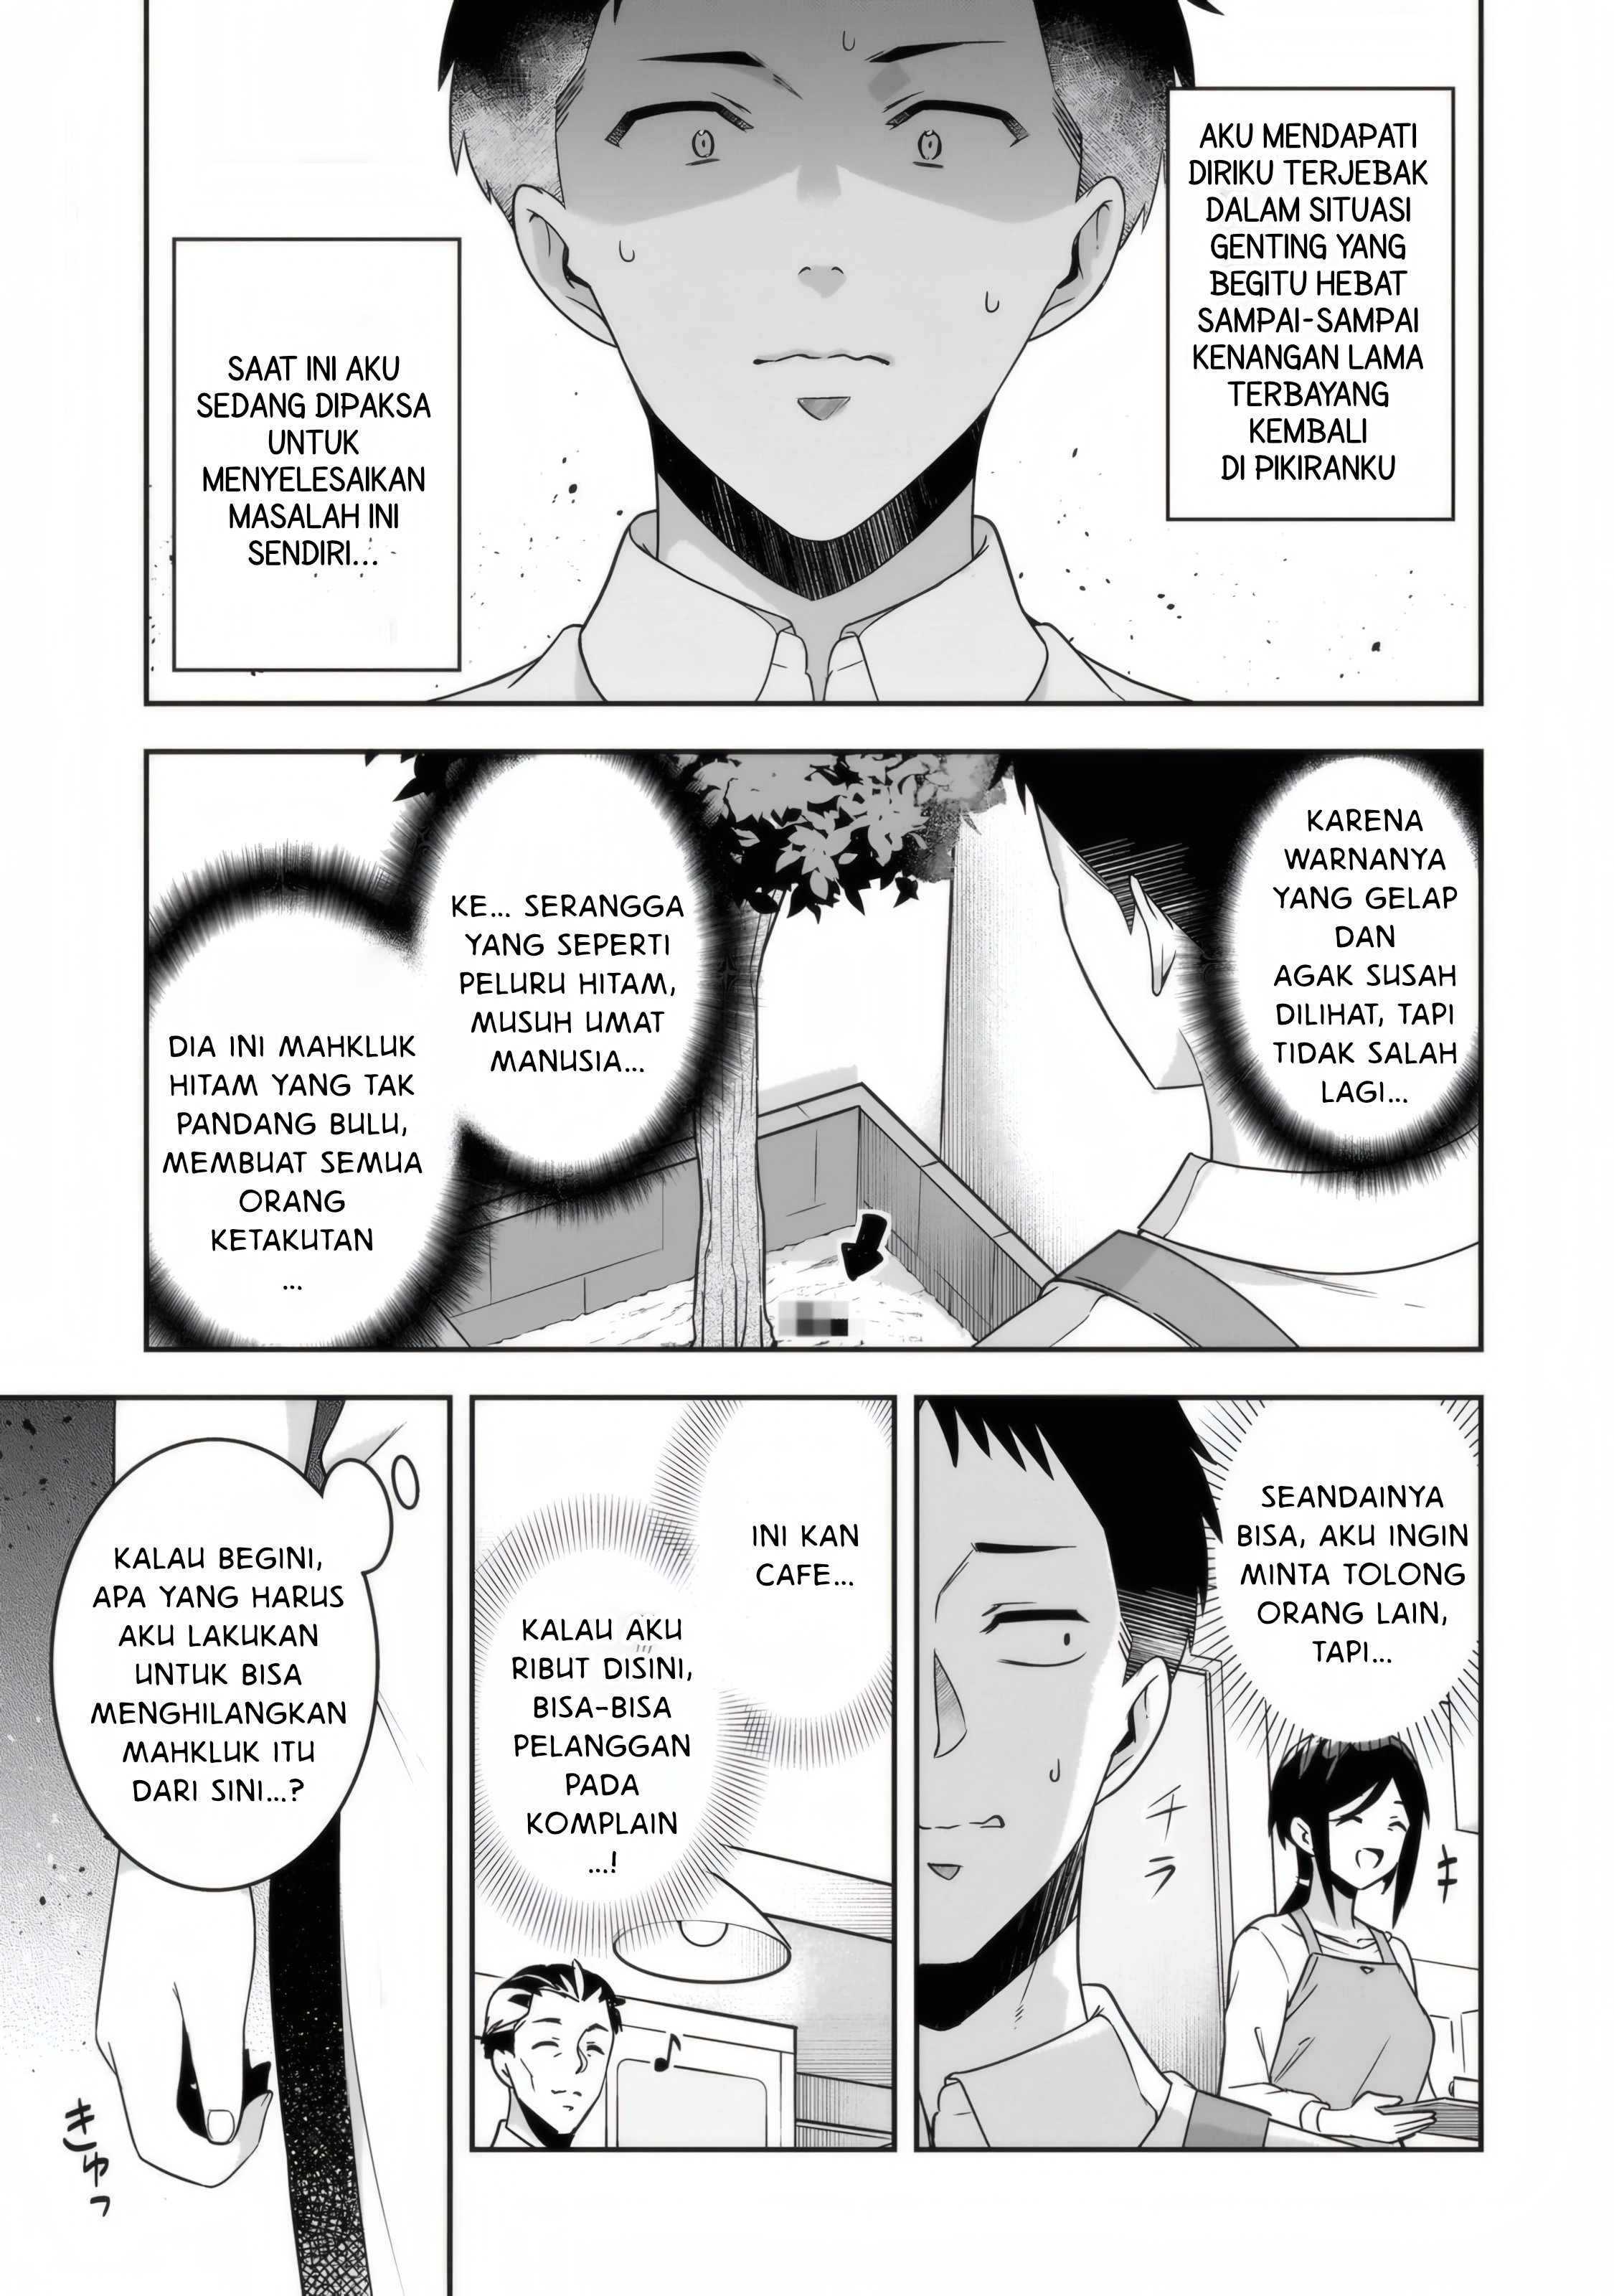 AKU MENDAPATI
DIRIKU TERJEBAK
DALAM SITUASI
GENTING YANG
BEGITU HEBAT
SAMPAI-SAMPAI
KENANGAN LAMA
TERBAYANG
KEMBALI
DI PIKIRANKU
SAAT INI AKU
SEDANG DIPAKSA
UNTUK
MENYELESAIKAN
MASALAH INI
SENDIRI...
KARENA
WARNANYA
YANG GELAP
DAN
AGAK SUSAH
DILIHAT, TAPI
TIDAK SALAH
LAGI...
KE... SERANGGA
YANG SEPERTI
PELURU HITAM,
MUSUH UMAT
MANUSIA...
DIA INI MAHKLUK
HITAM YANG TAK
PANDANG BULU,
MEMBUAT SEMUA
ORANG
KETAKUTAN
...
SEANDAINYA
BISA, AKU INGIN
MINTA TOLONG
ORANG LAIN,
TAPI...
チラ
キ
INI KAN
CAFE...
KALAU AKU
RIBUT DISINI,
BISA-BISA
PELANGGAN
PADA
KOMPLAIN
...!
KALAU BEGINI,
APA YANG HARUS
AKU LAKUKAN
UNTUK BISA
MENGHILANGKAN
MAHKLUK ITU
DARI SINI...?
きゅっ